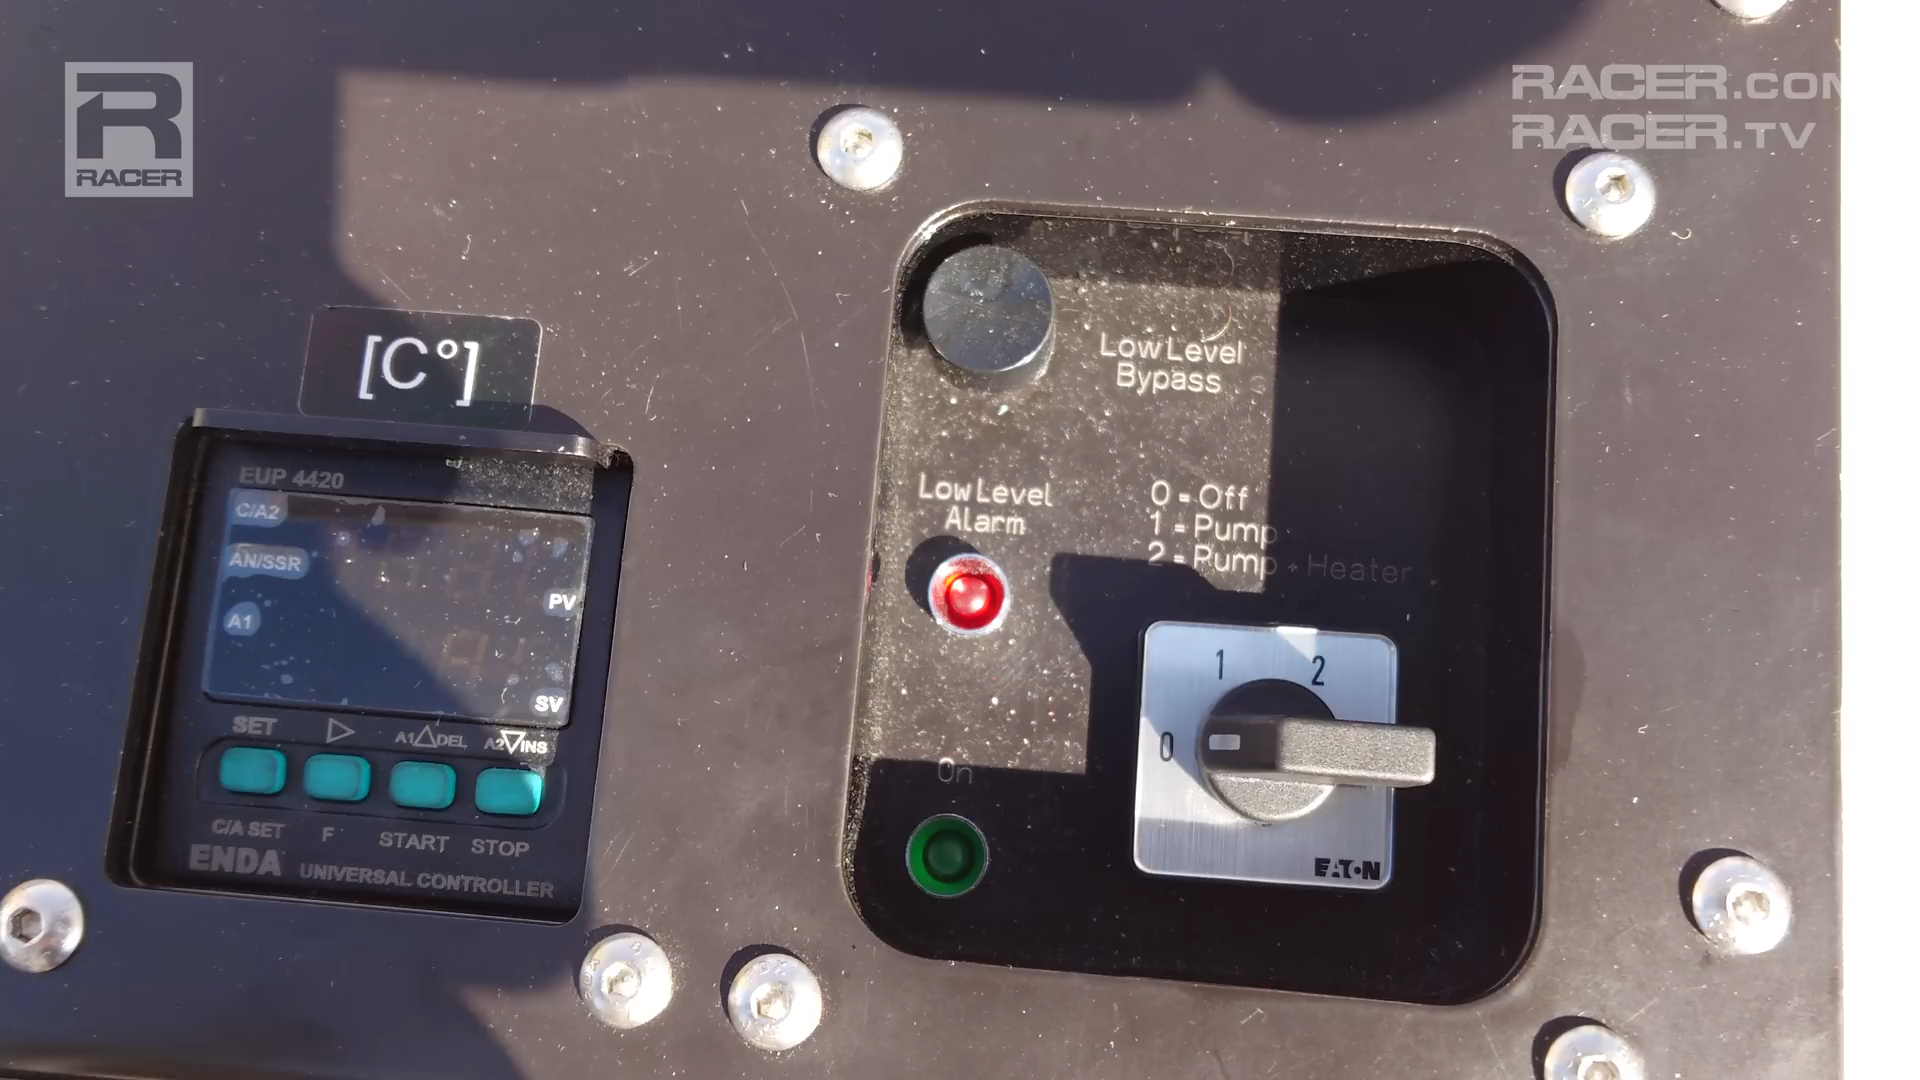 R
RACER
RACER.COM
RACER.TV
[C°]
EUP 4420
C/A2
AN/SSR
A1
PV
SV
SET ▷ A1△DEL A2▽INS
C/A SET F START STOP
ENDA UNIVERSAL CONTROLLER
Low Level
Bypass
Low Level
Alarm
0 = Off
1 = Pump
2 = Pump + Heater
On
1 2
0
EATON